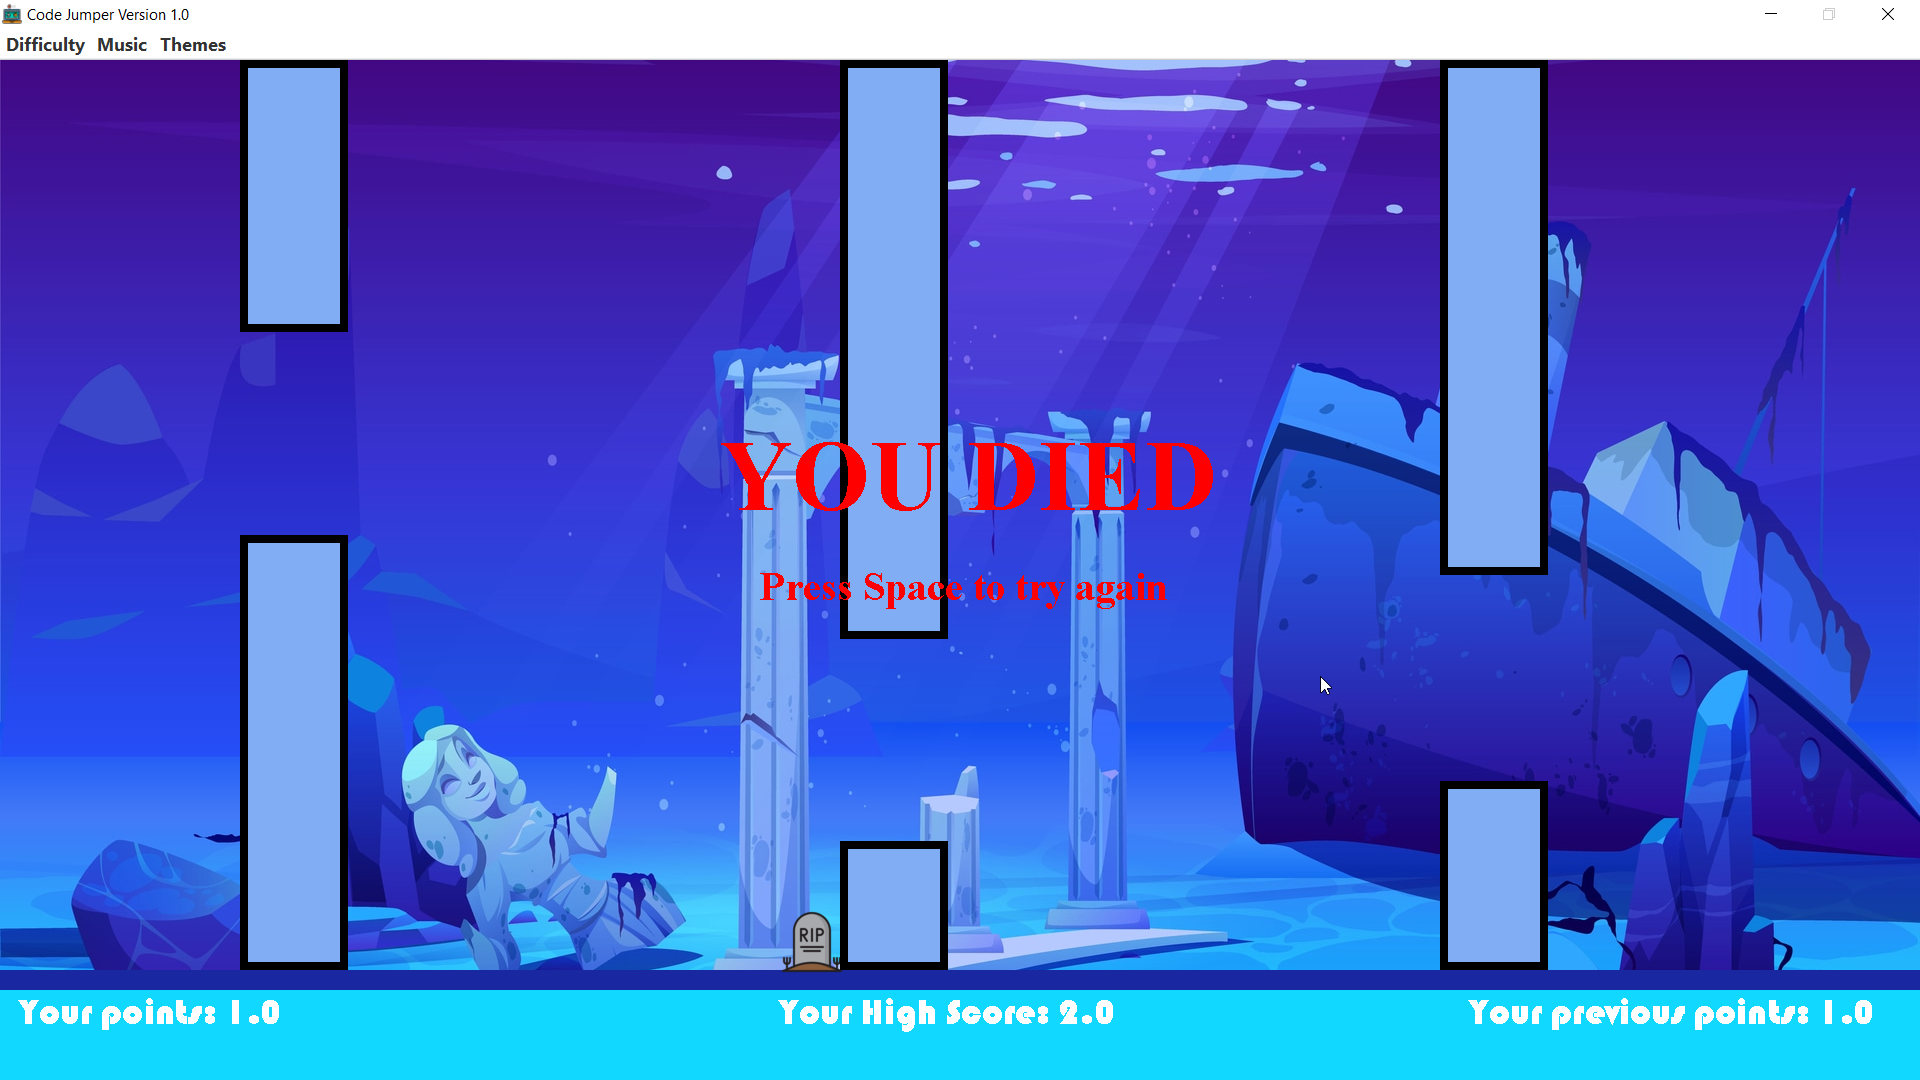 Code Jumper Version 1.0
Difficulty Music Themes
YOU DIED
Press Space to try again
RIP
Your points: 1.0
Your High Score: 2.0
Your previous points: 1.0